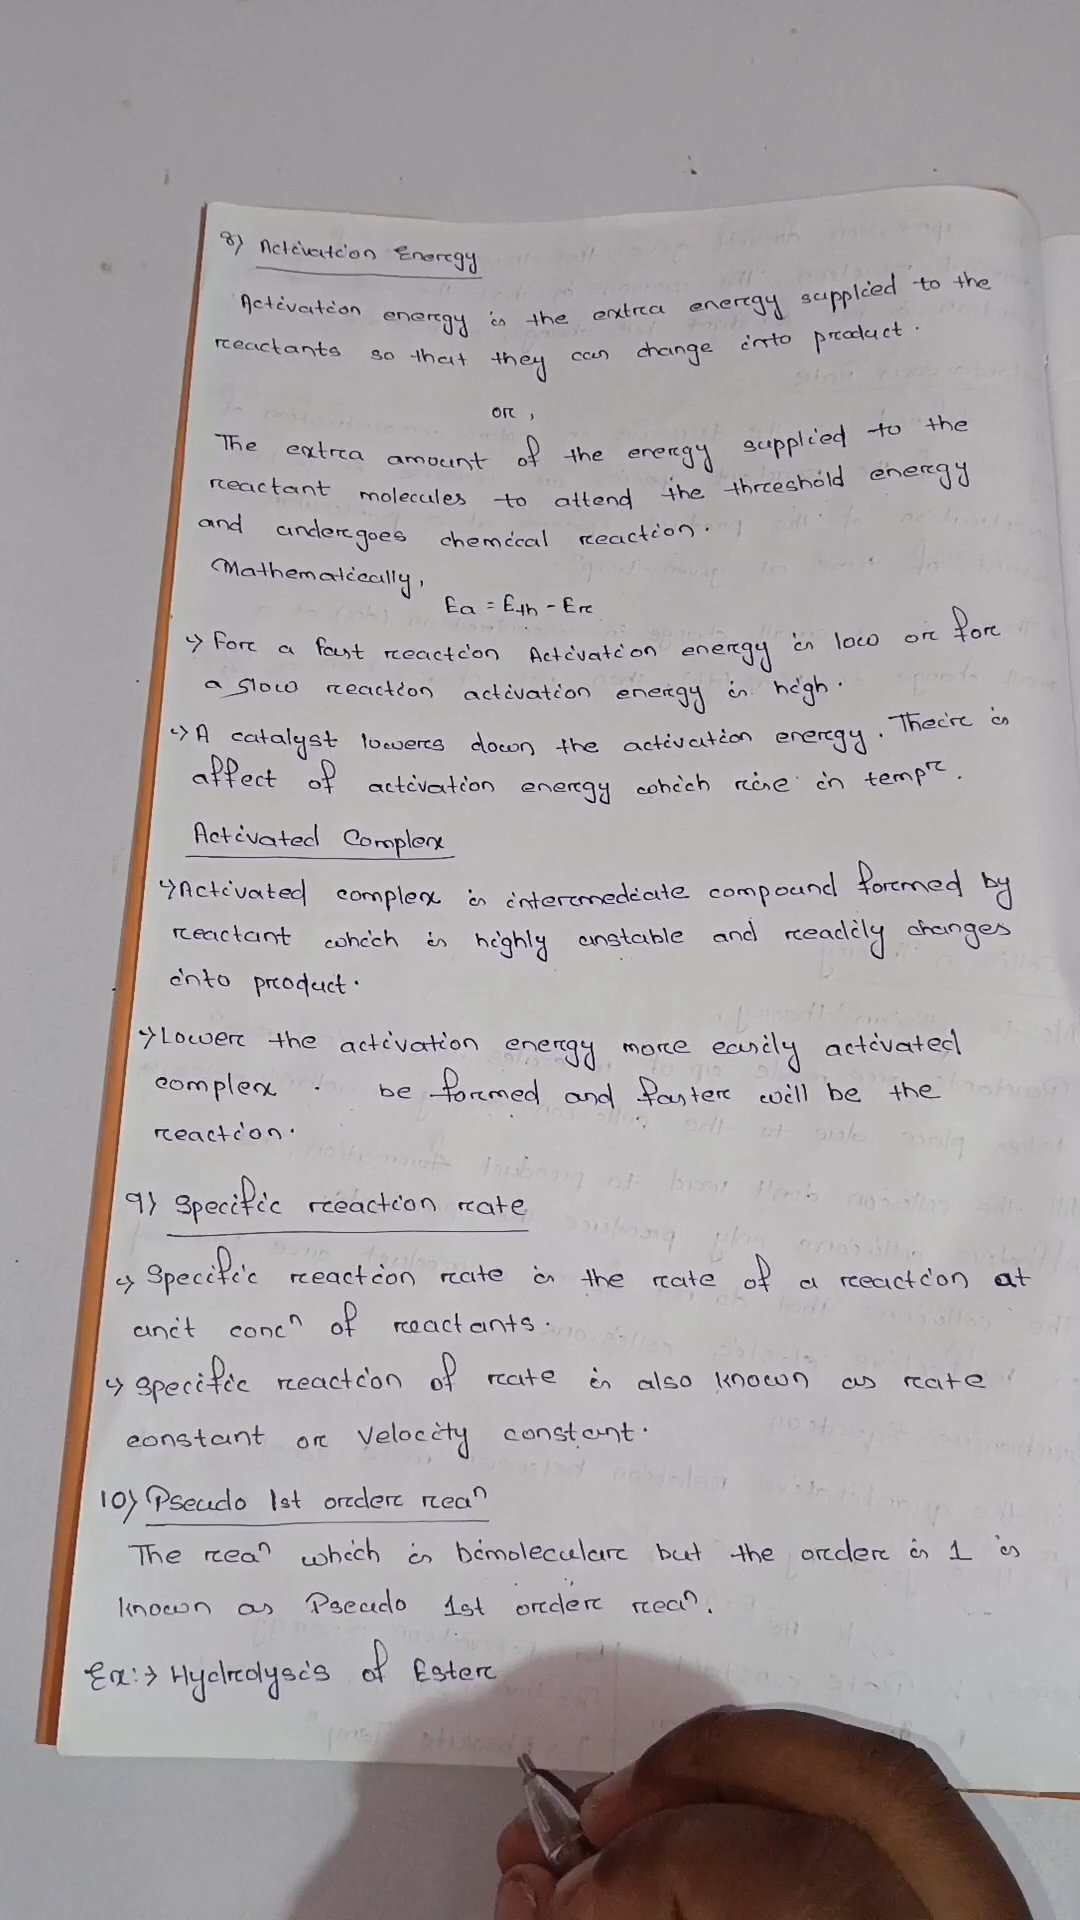 8) Activation Energy
Activation energy is the extra energy supplied to the
reactants so that they can change into product.
or,
The extra amount of the energy supplied to the
reactant molecules to attend the threshold energy
and undergoes chemical reaction.
Mathematically,
Ea = Eth - Er
↳ For a fast reaction Activation energy is low or for
a slow reaction activation energy is high.
↳ A catalyst lowers down the activation energy. Their is
affect of activation energy which rise in temp^r.
Activated Complex
↳ Activated complex is intermediate compound formed by
reactant which is highly unstable and readily changes
into product.
↳ Lower the activation energy more easily activated
complex . be formed and faster will be the
reaction.
9) Specific reaction rate
↳ Specific reaction rate is the rate of a reaction at
unit conc^n of reactants.
↳ Specific reaction of rate is also known as rate
constant or velocity constant.
10) Pseudo 1st order rea^n
The rea^n which is bimolecular but the order is 1 is
known as Pseudo 1st order rea^n.
Ex:→ Hydrolysis of Ester